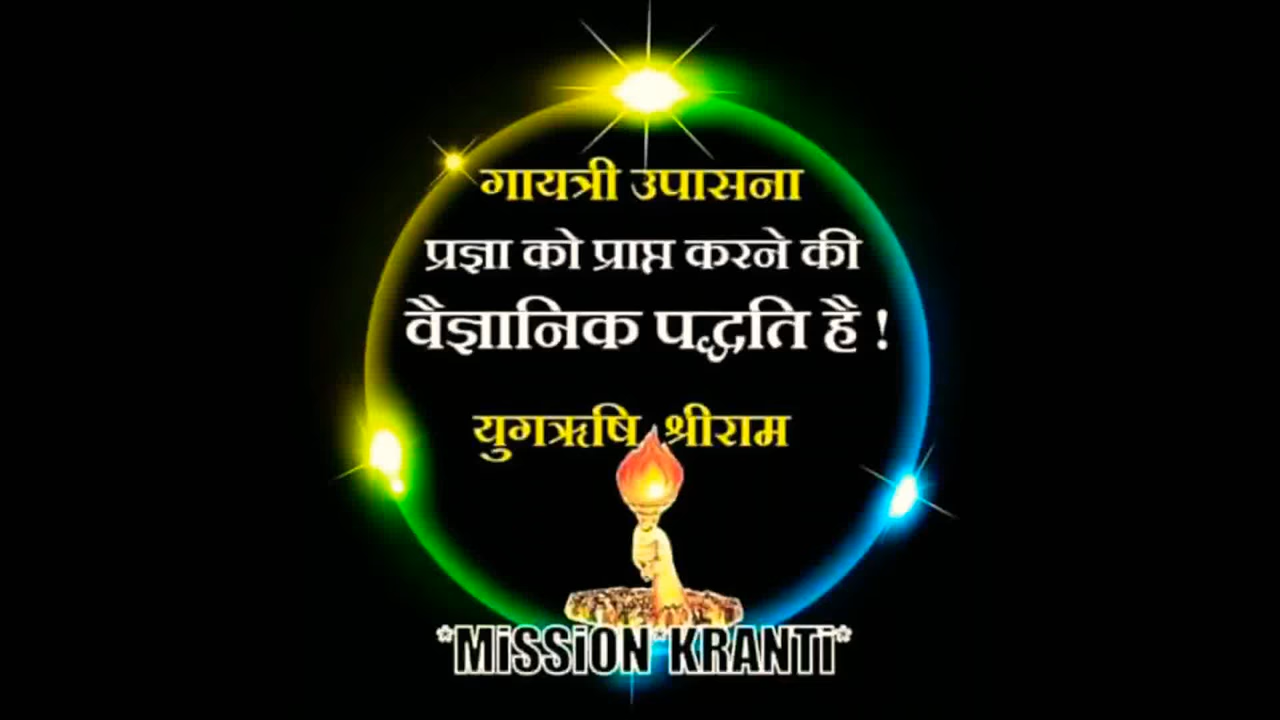 गायत्री उपासना
प्रज्ञा को प्राप्त करने की
वैज्ञानिक पद्धति है !
युगऋषि श्रीराम
*MiSSiON*KRANTi*